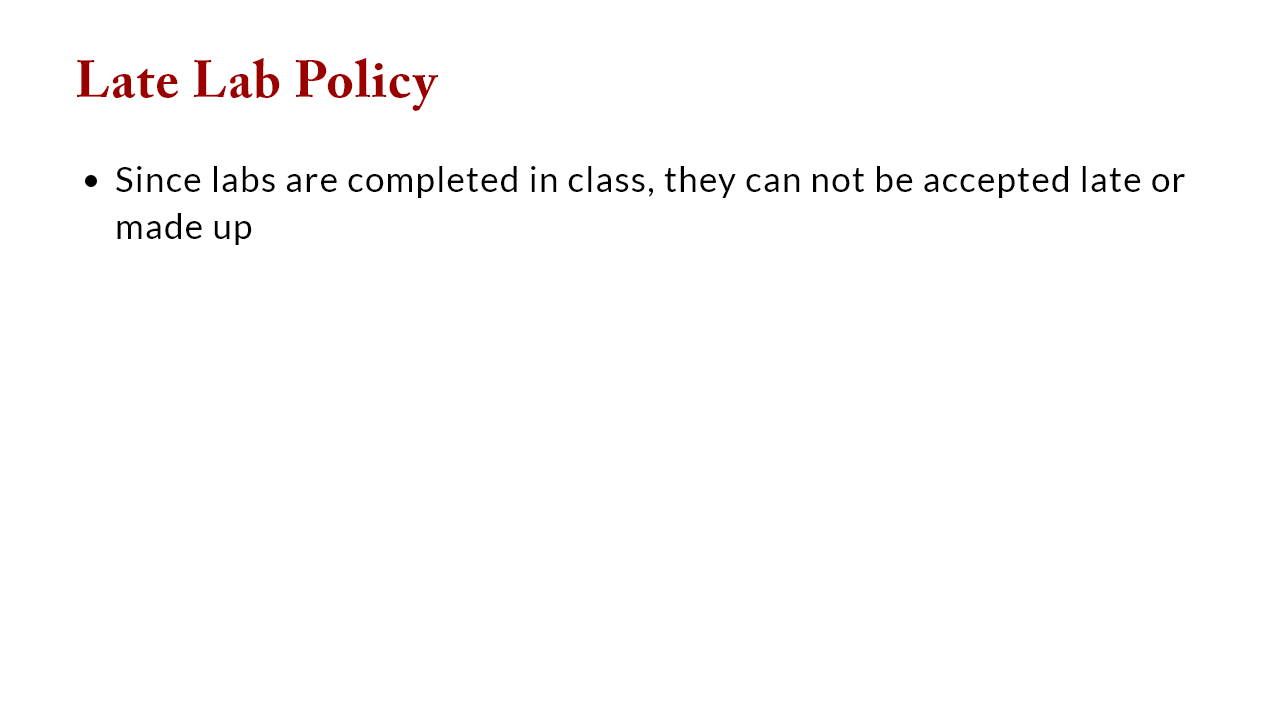 Late Lab Policy
• Since labs are completed in class, they can not be accepted late or
made up